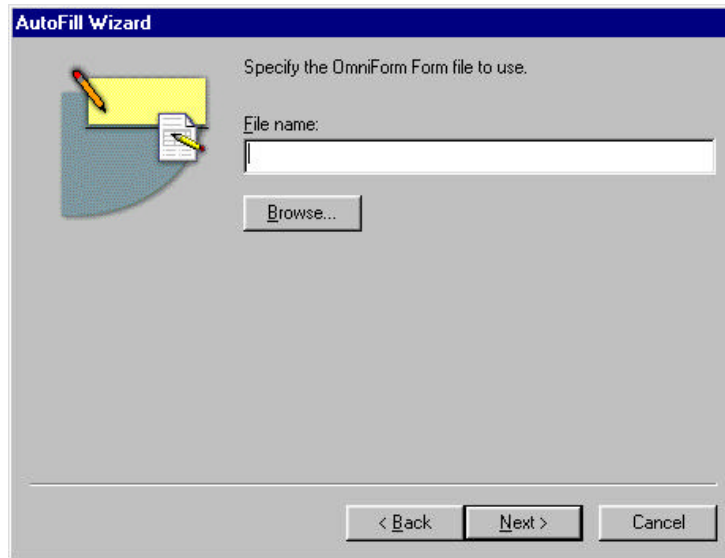 AutoFill Wizard
Specify the OmniForm Form file to use.
File name:
Browse...
< Back
Next >
Cancel